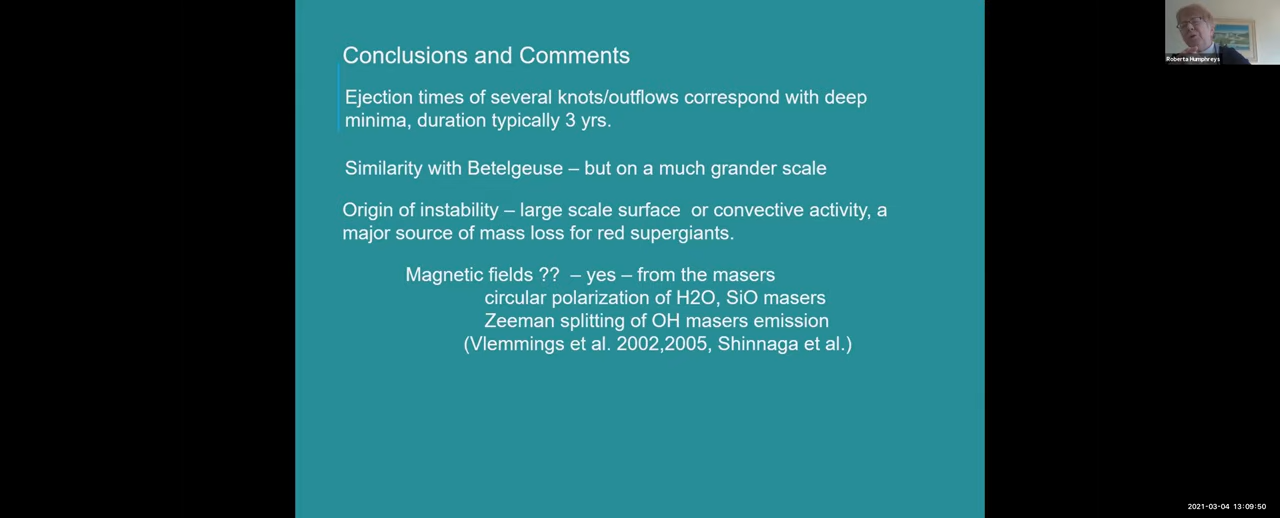 Conclusions and Comments
Ejection times of several knots/outflows correspond with deep
minima, duration typically 3 yrs.
Similarity with Betelgeuse – but on a much grander scale
Origin of instability – large scale surface  or convective activity, a
major source of mass loss for red supergiants.
Magnetic fields ??  – yes – from the masers
circular polarization of H2O, SiO masers
Zeeman splitting of OH masers emission
(Vlemmings et al. 2002,2005, Shinnaga et al.)
Roberta Humphreys
2021-03-04 13:09:50